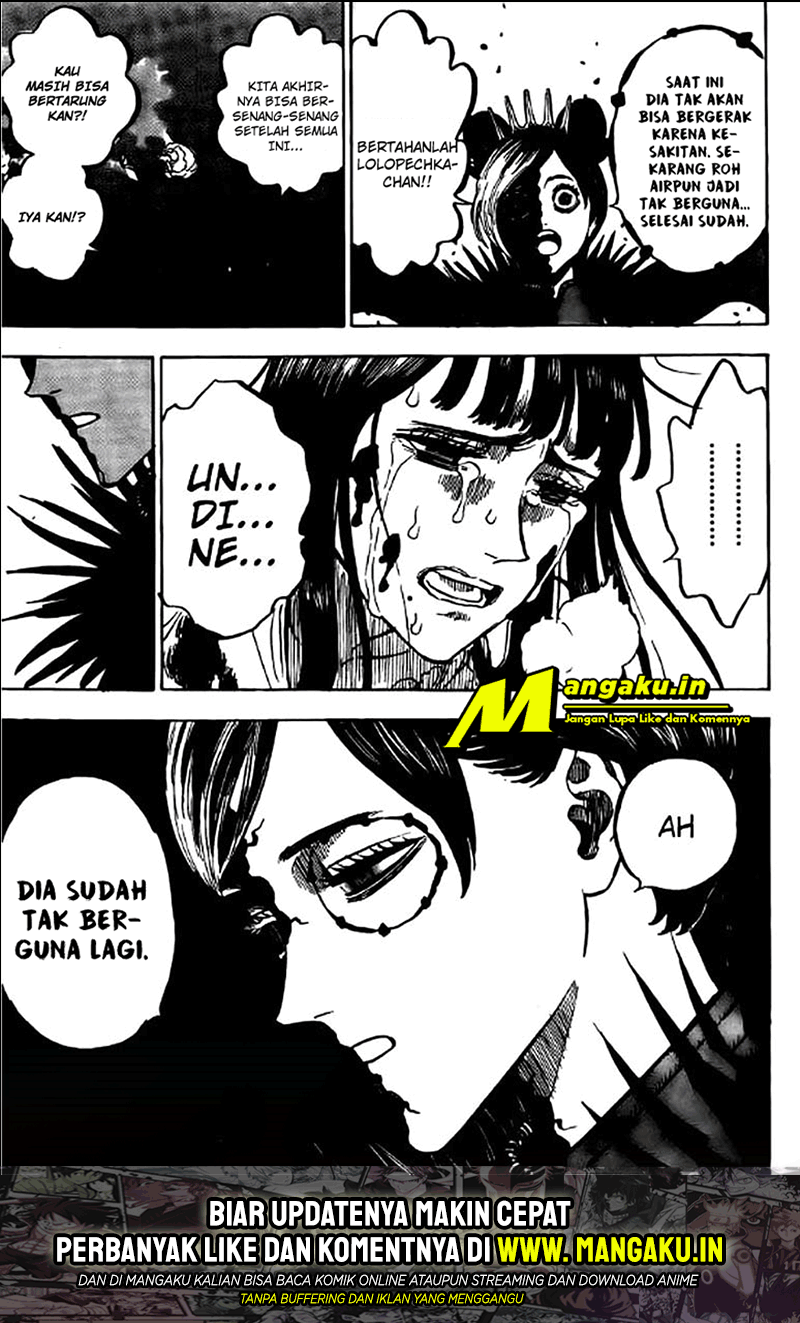 SAAT INI
DIA TAK AKAN
BISA BERGERAK
KARENA KE-
SAKITAN. SE-
KARANG ROH
AIRPUN JADI
TAK BERGUNA...
SELESAI SUDAH.
BERTAHANLAH
LOLOPECHKA-
CHAN!!
KITA AKHIR-
NYA BISA BER-
SENANG-SENANG
SETELAH SEMUA
INI...
KAU
MASIH BISA
BERTARUNG
KAN?!
IYA KAN!?
UN...
DI...
NE...
Mangaku.in
Jangan Lupa Like dan Komennya
AH
DIA SUDAH
TAK BER-
GUNA LAGI.
BIAR UPDATENYA MAKIN CEPAT
PERBANYAK LIKE DAN KOMENTNYA DI WWW. MANGAKU.IN
DAN DI MANGAKU KALIAN BISA BACA KOMIK ONLINE ATAUPUN STREAMING DAN DOWNLOAD ANIME
TANPA BUFFERING DAN IKLAN YANG MENGGANGU